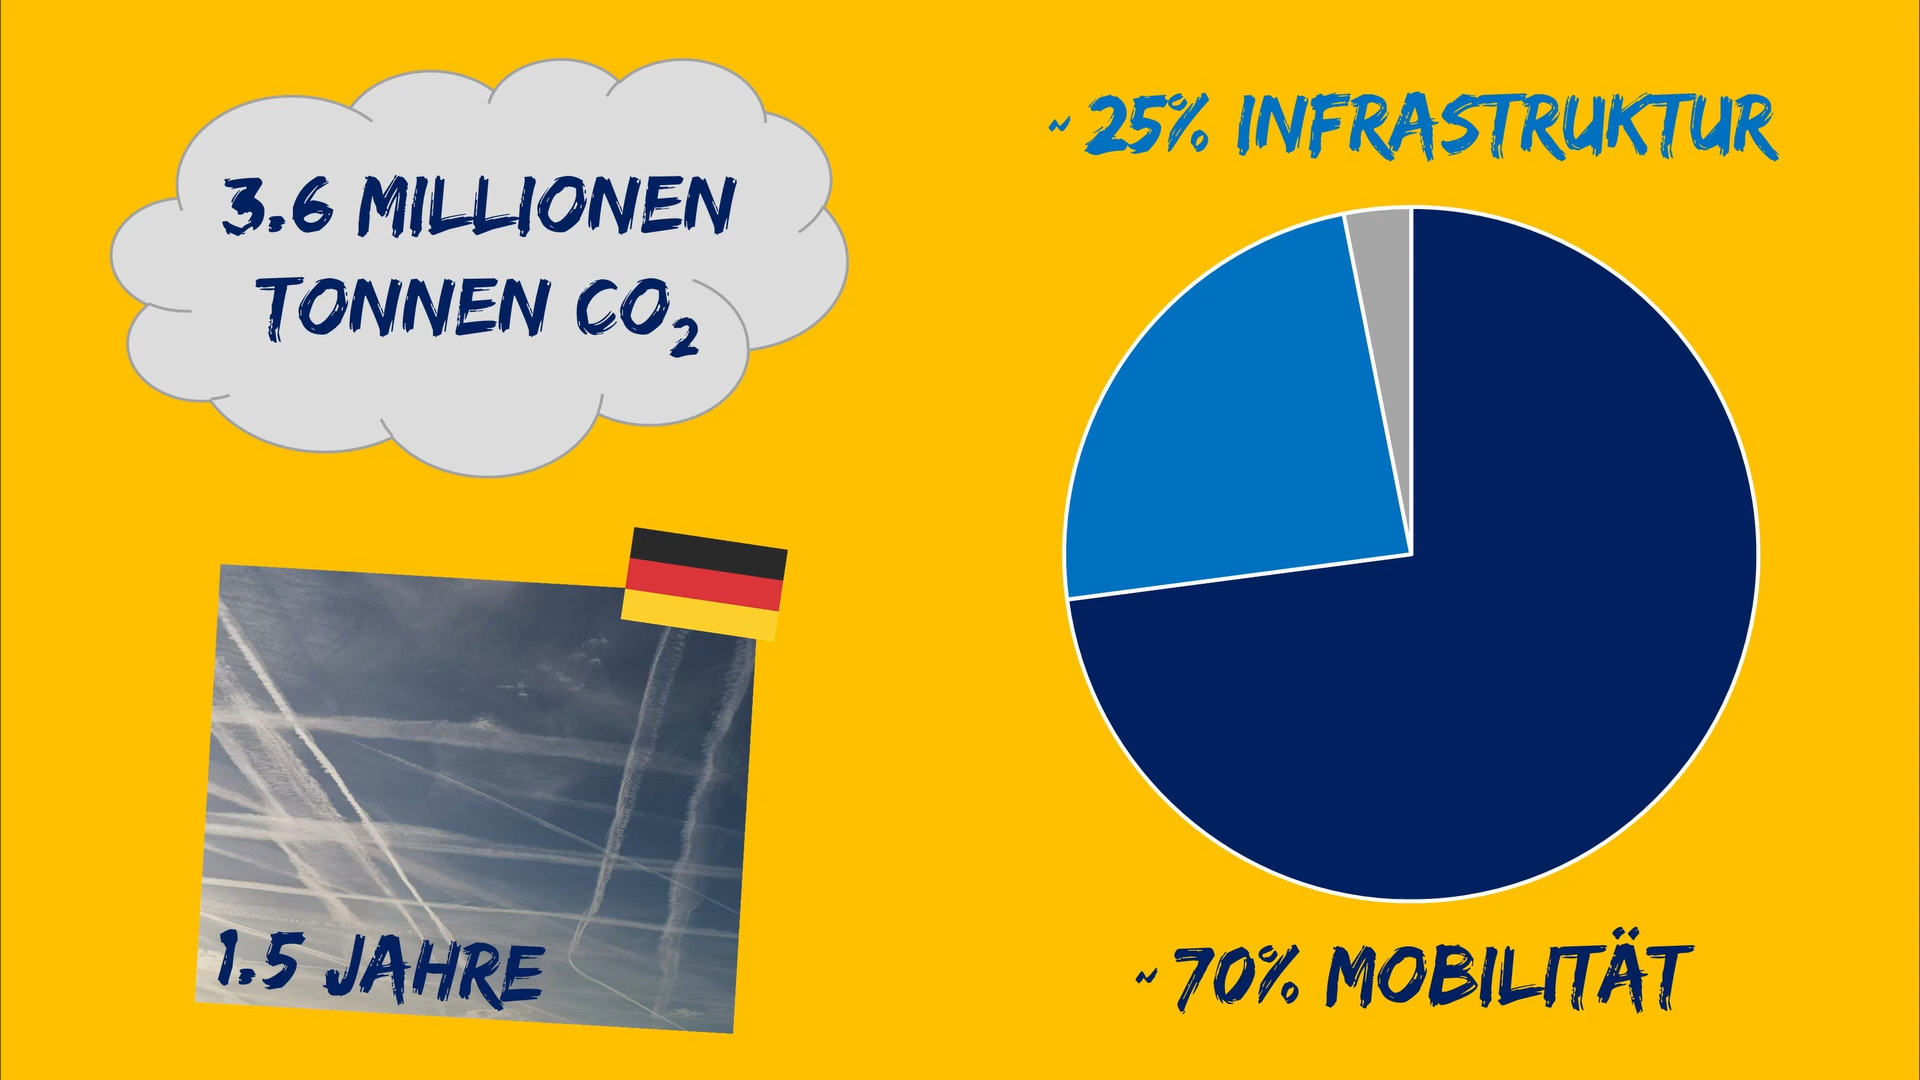 3.6 MILLIONEN
TONNEN CO₂
1.5 JAHRE
~ 25% INFRASTRUKTUR
~ 70% MOBILITÄT